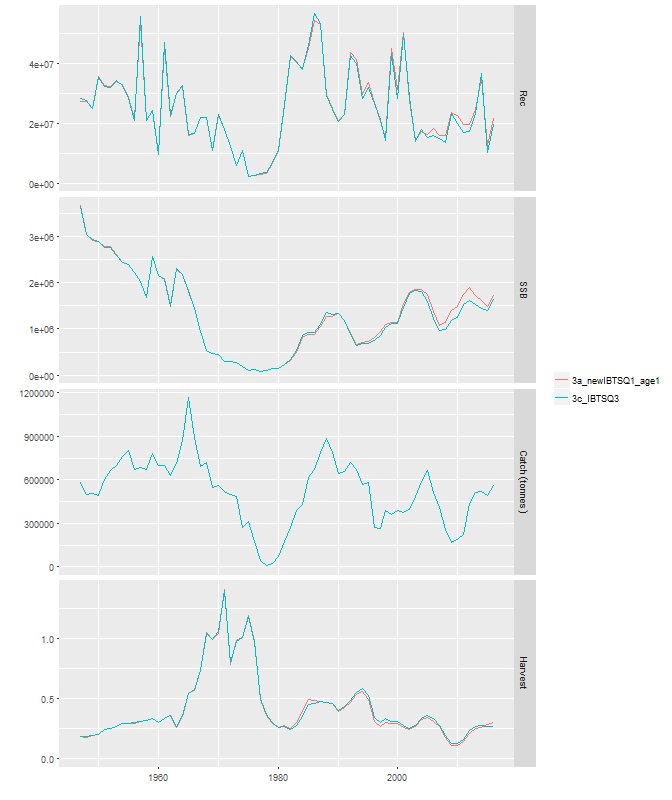 4e+07
2e+07
0e+00
Rec
3e+06
2e+06
1e+06
0e+00
SSB
1200000
900000
600000
300000
0
Catch (tonnes )
1.0
0.5
0.0
Harvest
1960
1980
2000
3a_newIBTSQ1_age1
3c_IBTSQ3